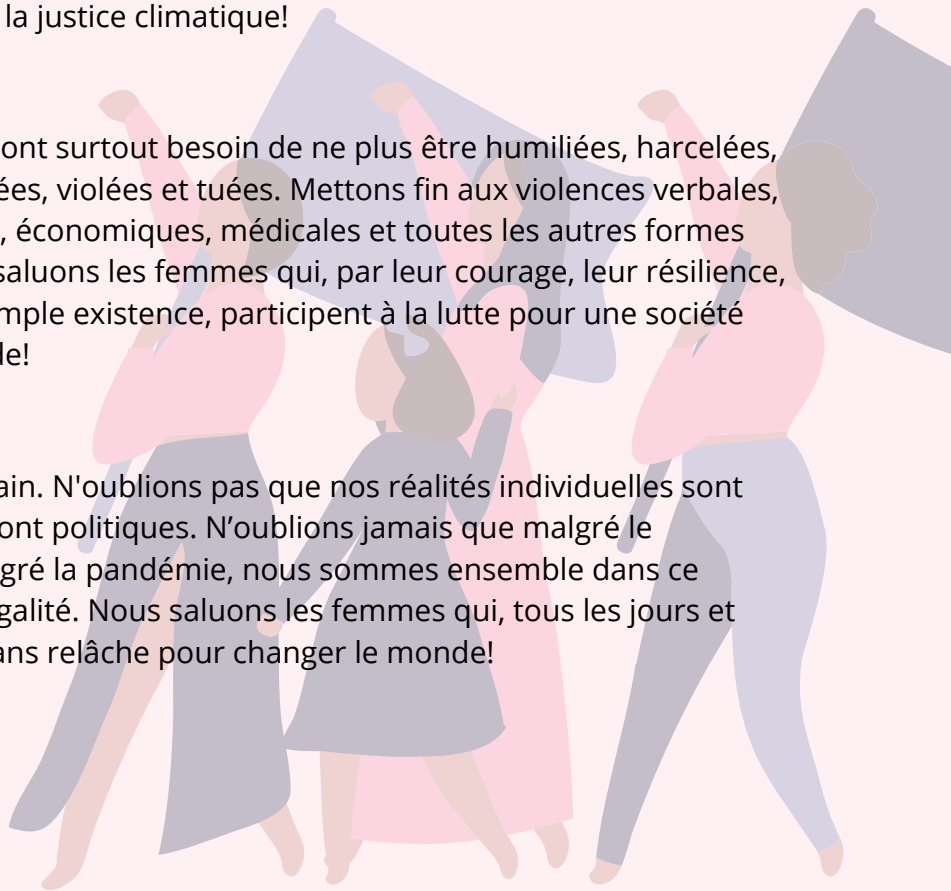 la justice climatique!
ont surtout besoin de ne plus être humiliées, harcelées,
ées, violées et tuées. Mettons fin aux violences verbales,
, économiques, médicales et toutes les autres formes
saluons les femmes qui, par leur courage, leur résilience,
mple existence, participent à la lutte pour une société
de!
ain. N'oublions pas que nos réalités individuelles sont
ont politiques. N’oublions jamais que malgré le
gré la pandémie, nous sommes ensemble dans ce
galité. Nous saluons les femmes qui, tous les jours et
ans relâche pour changer le monde!